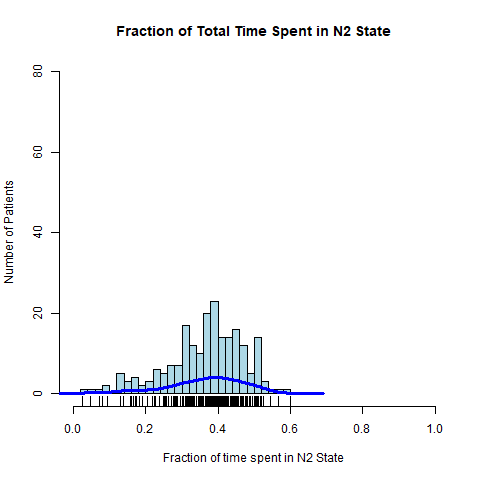 Fraction of Total Time Spent in N2 State
80
60
40
20
0
Number of Patients
0.0 0.2 0.4 0.6 0.8 1.0
Fraction of time spent in N2 State